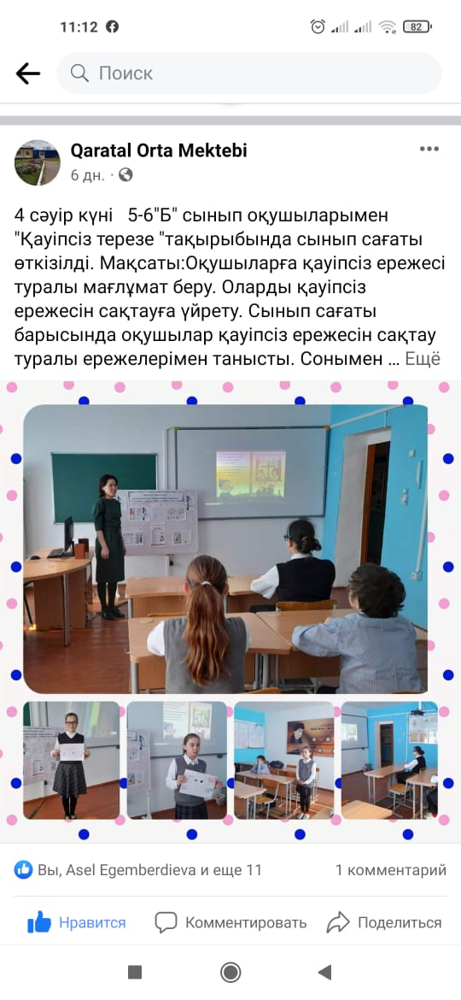 11:12
82
Поиск
Qaratal Orta Mektebi
6 дн. ·
4 сәуір күні 5-6"Б" сынып оқушыларымен
"Қауіпсіз терезе "тақырыбында сынып сағаты
өткізілді. Мақсаты:Оқушыларға қауіпсіз ережесі
туралы мағлұмат беру. Оларды қауіпсіз
ережесін сақтауға үйрету. Сынып сағаты
барысында оқушылар қауіпсіз ережесін сақтау
туралы ережелерімен танысты. Сонымен ... Ещё
Вы, Asel Egemberdieva и еще 11
1 комментарий
Нравится
Комментировать
Поделиться